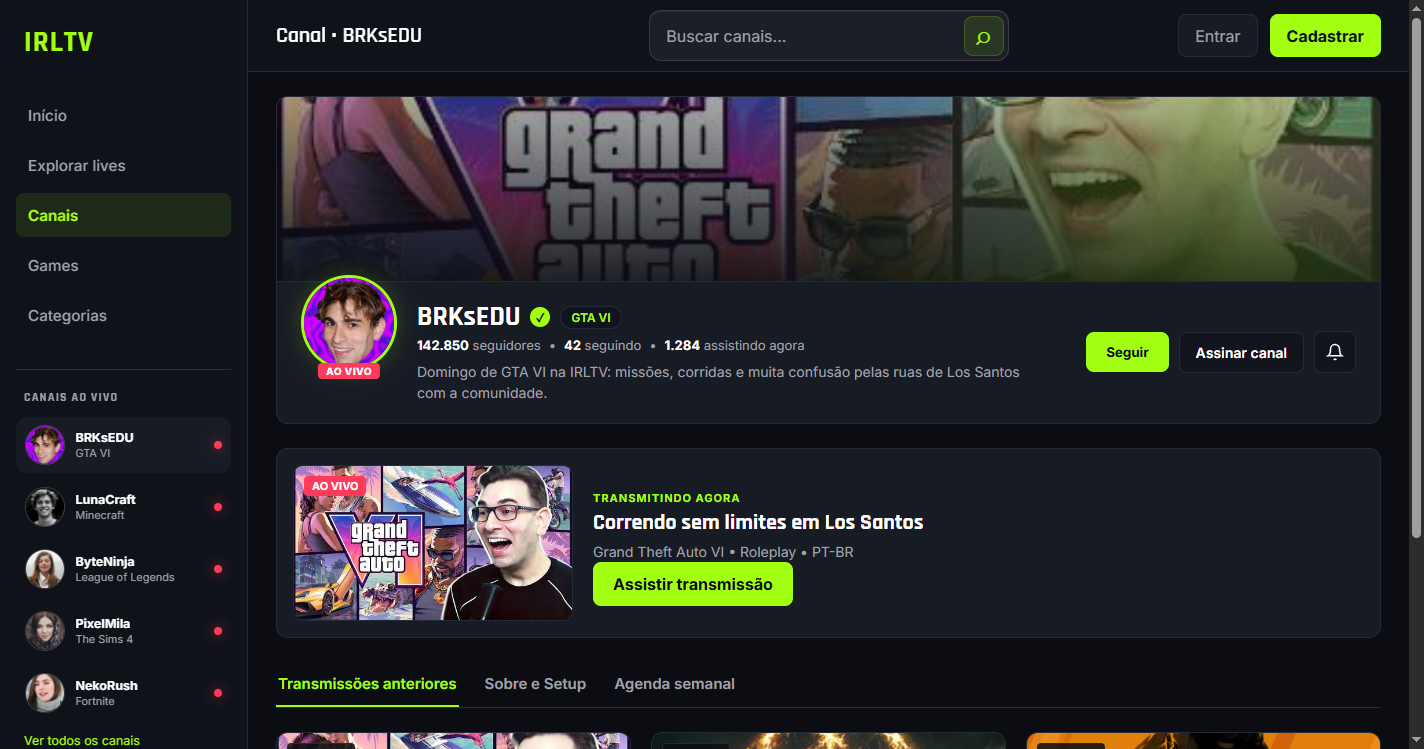 IRLTV
Canal • BRKsEDU
Buscar canais...
Entrar
Cadastrar
Início
Explorar lives
Canais
Games
Categorias
CANAIS AO VIVO
BRKsEDU
GTA VI
LunaCraft
Minecraft
ByteNinja
League of Legends
PixelMila
The Sims 4
NekoRush
Fortnite
Ver todos os canais
grand
theft
auto
AO VIVO
BRKsEDU
GTA VI
142.850 seguidores • 42 seguindo • 1.284 assistindo agora
Domingo de GTA VI na IRLTV: missões, corridas e muita confusão pelas ruas de Los Santos
com a comunidade.
Seguir
Assinar canal
AO VIVO
grand
theft
auto
TRANSMITINDO AGORA
Correndo sem limites em Los Santos
Grand Theft Auto VI • Roleplay • PT-BR
Assistir transmissão
Transmissões anteriores
Sobre e Setup
Agenda semanal